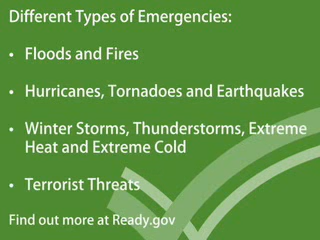 Different Types of Emergencies:
• Floods and Fires
• Hurricanes, Tornadoes and Earthquakes
• Winter Storms, Thunderstorms, Extreme
Heat and Extreme Cold
• Terrorist Threats
Find out more at Ready.gov